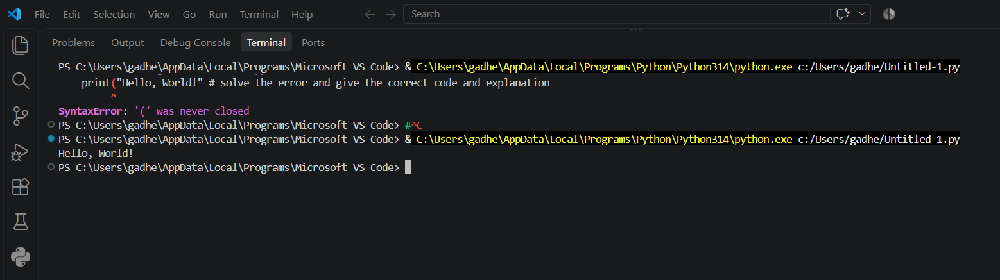 File Edit Selection View Go Run Terminal Help Search
Problems Output Debug Console Terminal Ports
PS C:\Users\gadhe\AppData\Local\Programs\Microsoft VS Code> & C:\Users\gadhe\AppData\Local\Programs\Python\Python314\python.exe c:/Users/gadhe/Untitled-1.py
print("Hello, World!" # solve the error and give the correct code and explanation
^
SyntaxError: '(' was never closed
PS C:\Users\gadhe\AppData\Local\Programs\Microsoft VS Code> #^C
PS C:\Users\gadhe\AppData\Local\Programs\Microsoft VS Code> & C:\Users\gadhe\AppData\Local\Programs\Python\Python314\python.exe c:/Users/gadhe/Untitled-1.py
Hello, World!
PS C:\Users\gadhe\AppData\Local\Programs\Microsoft VS Code>